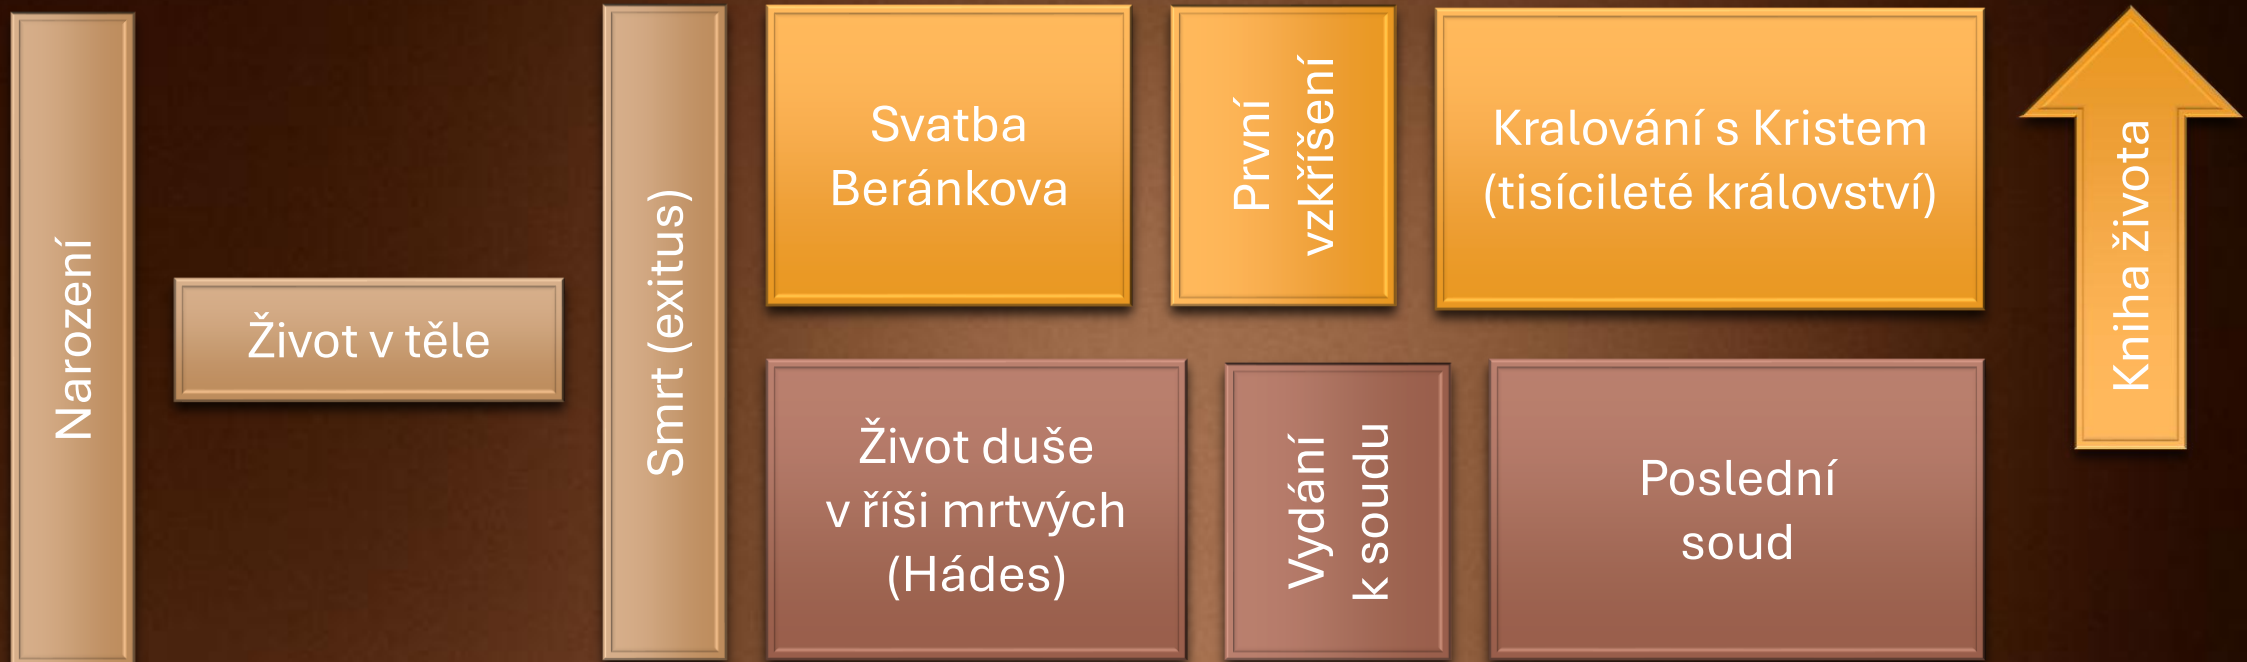 Narození
Život v těle
Smrt (exitus)
Svatba
Beránkova
První
vzkříšení
Kralování s Kristem
(tisícileté království)
Život duše
v říši mrtvých
(Hádes)
Vydání
k soudu
Poslední
soud
Kniha života